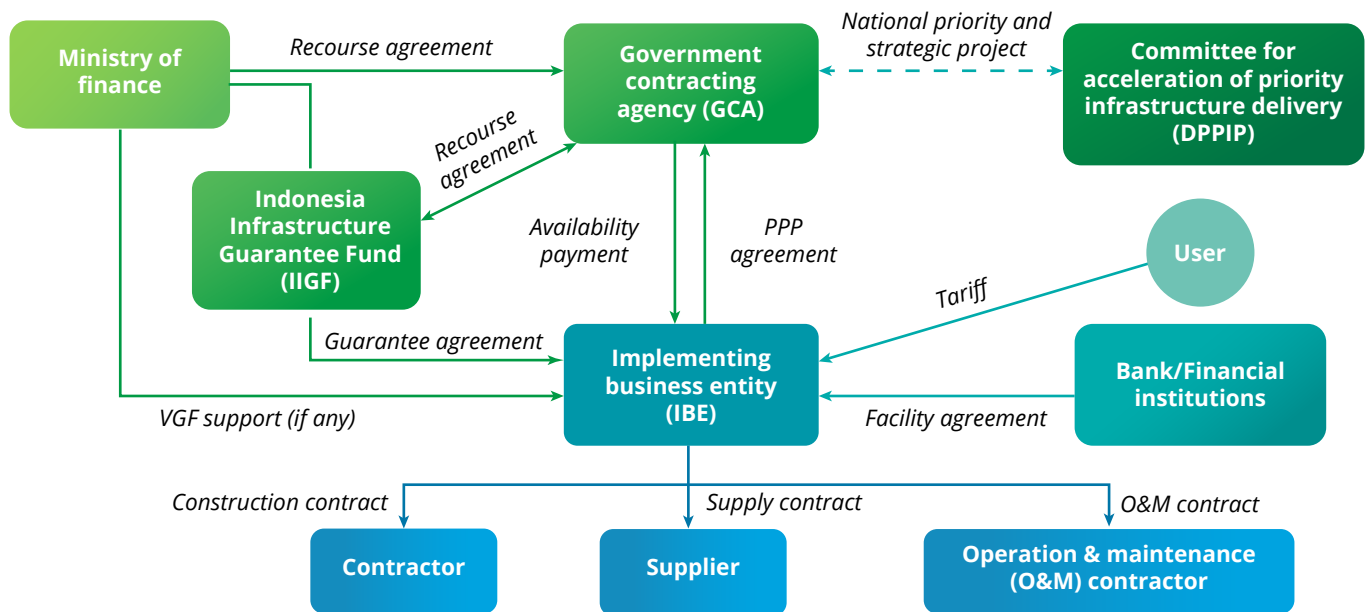 Ministry of
finance
Recourse agreement
Government
contracting
agency (GCA)
National priority and
strategic project
Committee for
acceleration of priority
infrastructure delivery
(DPPIP)
Recourse
agreement
Indonesia
Infrastructure
Guarantee Fund
(IIGF)
Availability
payment
PPP
agreement
User
Tariff
Guarantee agreement
Implementing
business entity
(IBE)
Bank/Financial
institutions
VGF support (if any)
Facility agreement
Construction contract
Supply contract
O&M contract
Contractor
Supplier
Operation & maintenance
(O&M) contractor